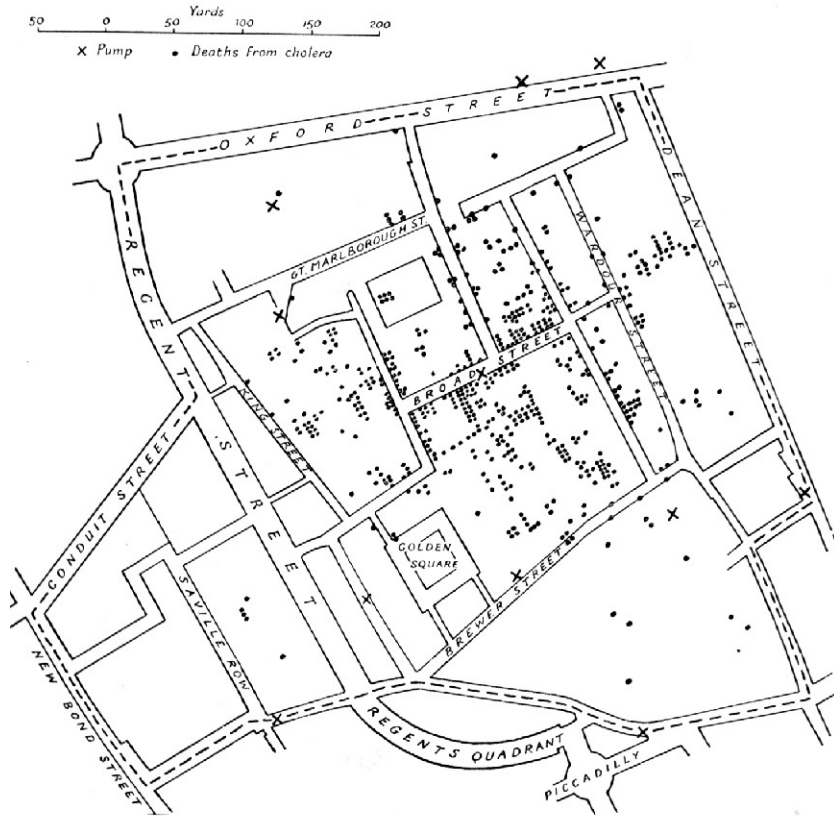 Yards
50 0 50 100 150 200
× Pump • Deaths from cholera
OXFORD STREET
DEAN STREET
WARDOUR STREET
GT. MARLBOROUGH ST.
REGENT STREET
BROAD STREET
KING STREET
CONDUIT STREET
GOLDEN SQUARE
BREWER STREET
SAVILLE ROW
NEW BOND STREET
REGENTS QUADRANT
PICCADILLY